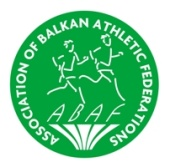 ASSOCIATION OF BALKAN ATHLETIC FEDERATIONS
ABAF